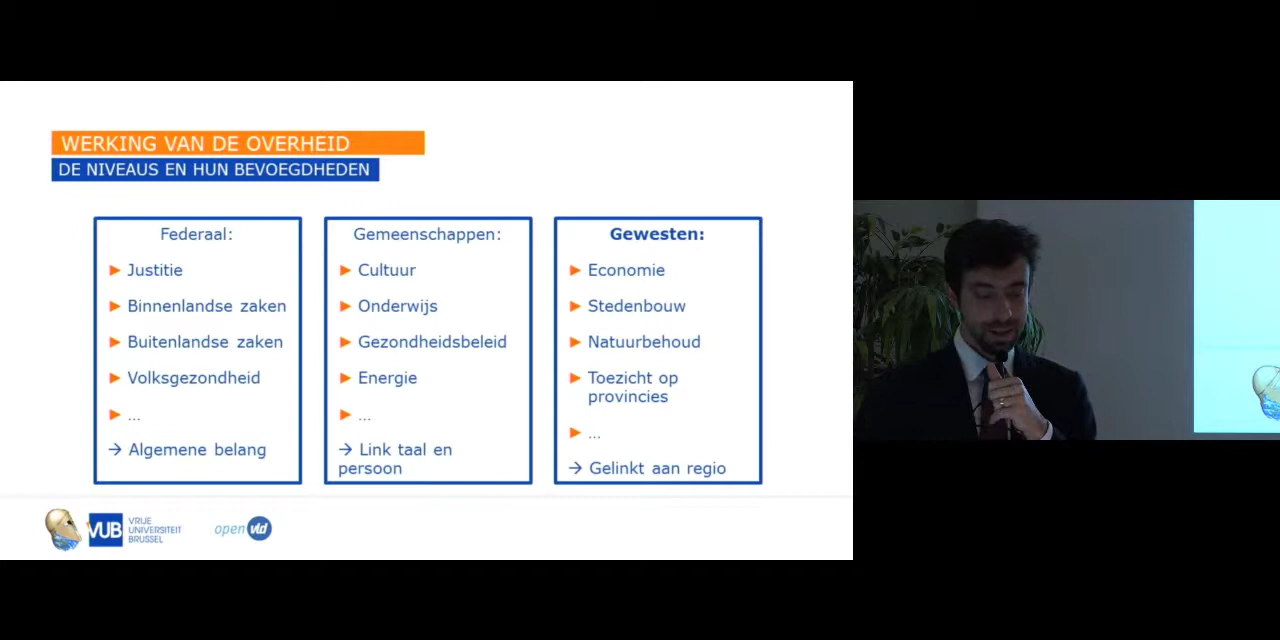 WERKING VAN DE OVERHEID
DE NIVEAUS EN HUN BEVOEGDHEDEN
Federaal:
► Justitie
► Binnenlandse zaken
► Buitenlandse zaken
► Volksgezondheid
► ...
→ Algemene belang
Gemeenschappen:
► Cultuur
► Onderwijs
► Gezondheidsbeleid
► Energie
► ...
→ Link taal en
persoon
Gewesten:
► Economie
► Stedenbouw
► Natuurbehoud
► Toezicht op
provincies
► ...
→ Gelinkt aan regio
VUB
VRIJE
UNIVERSITEIT
BRUSSEL
open vld